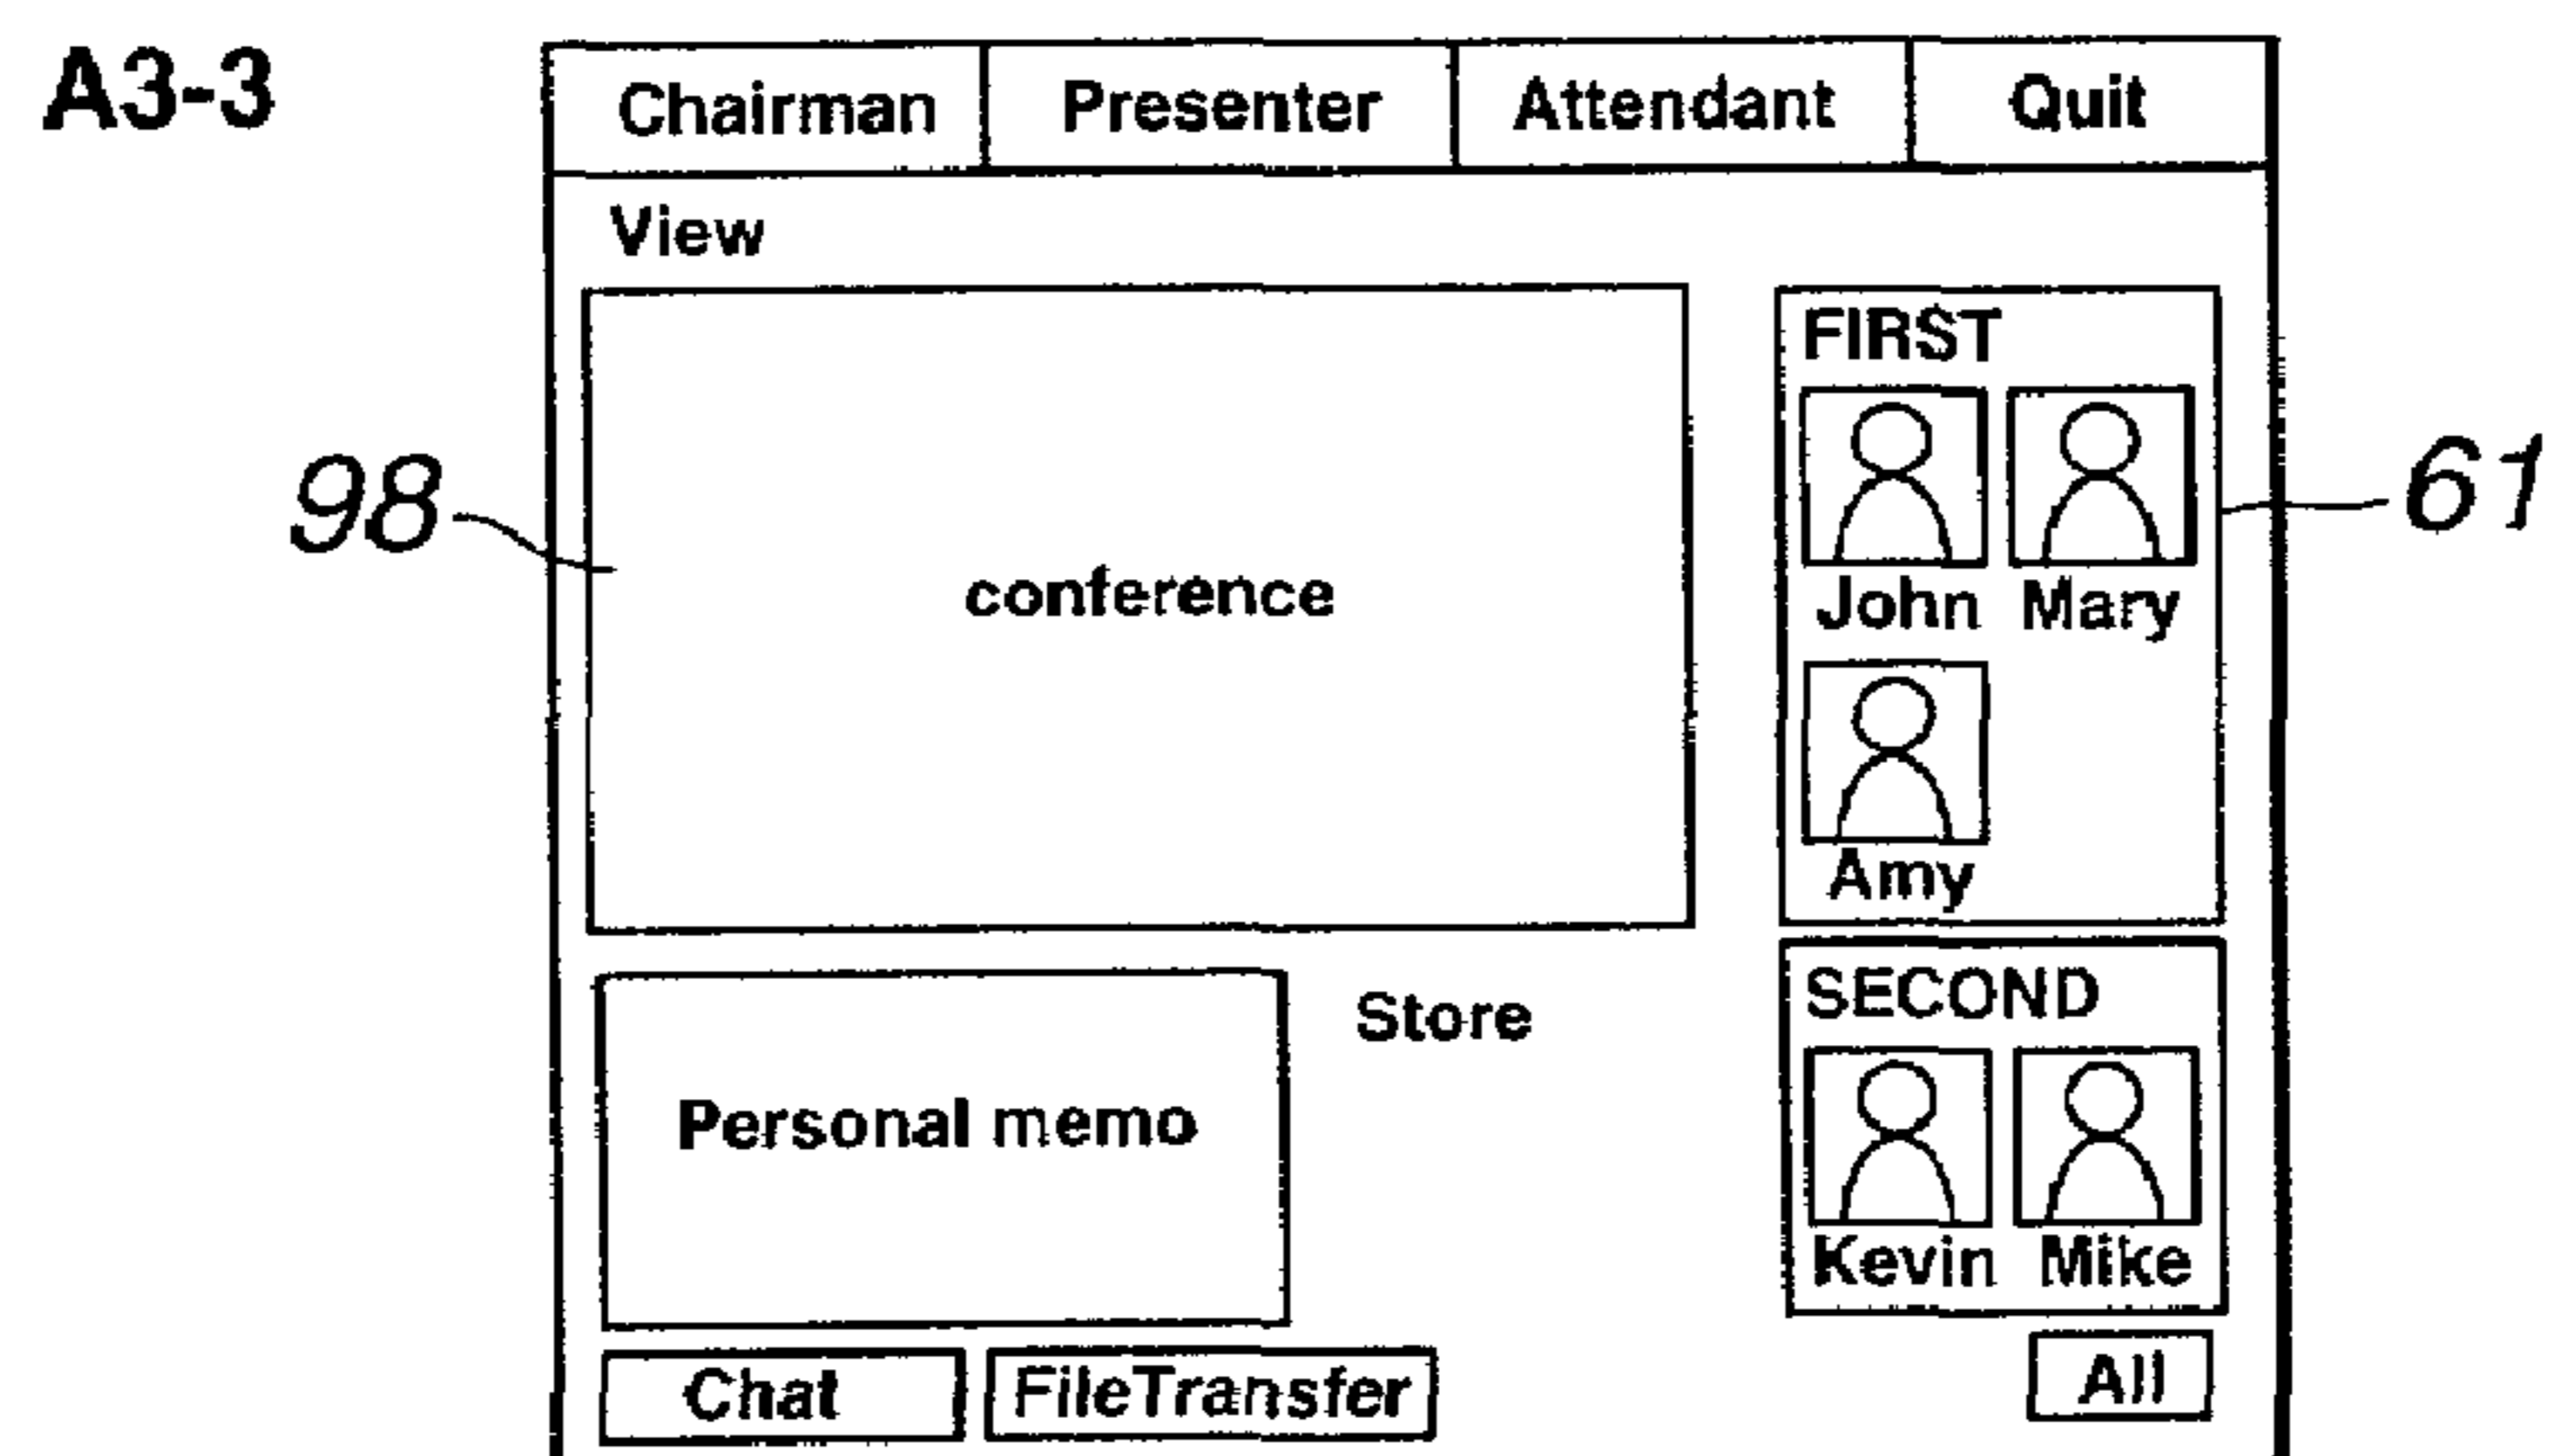 A3-3
Chairman Presenter Attendant Quit
View
98
conference
FIRST
John Mary
61
Amy
Personal memo
Store
SECOND
Kevin Mike
Chat FileTransfer
All